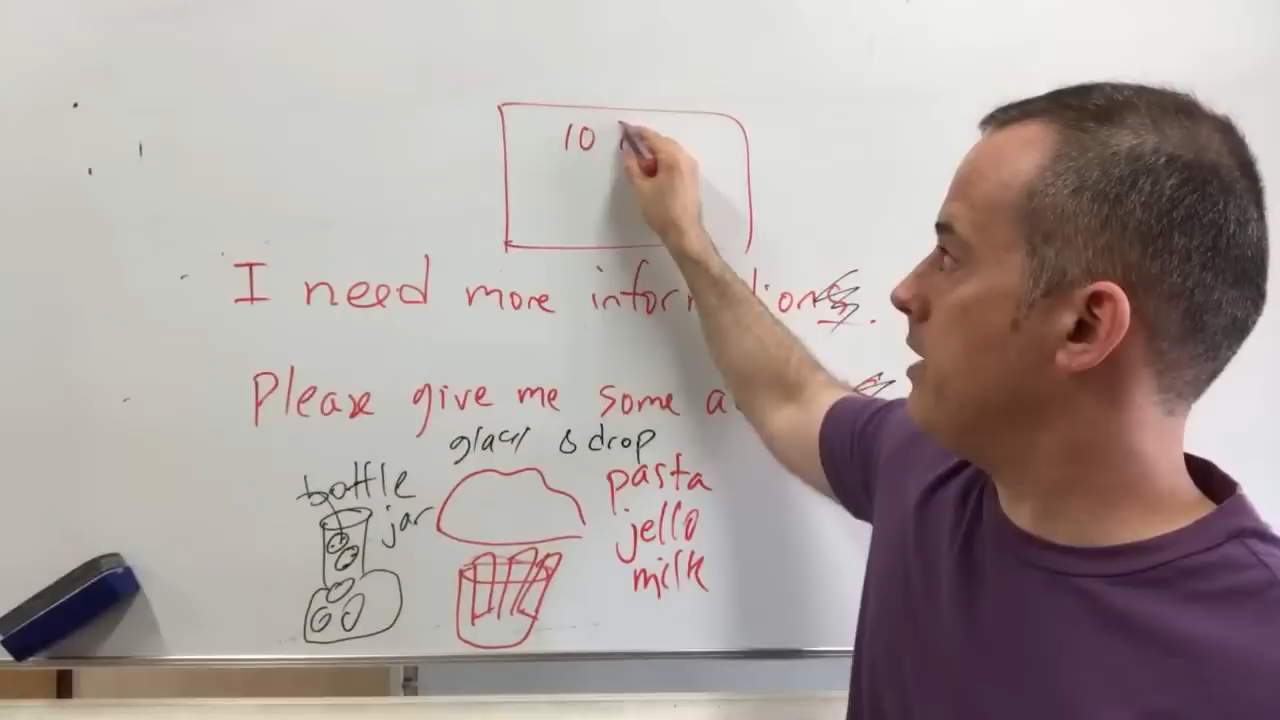 10
I need more
Please give me some
glass & drop
bottle
jar
pasta
jello
milk